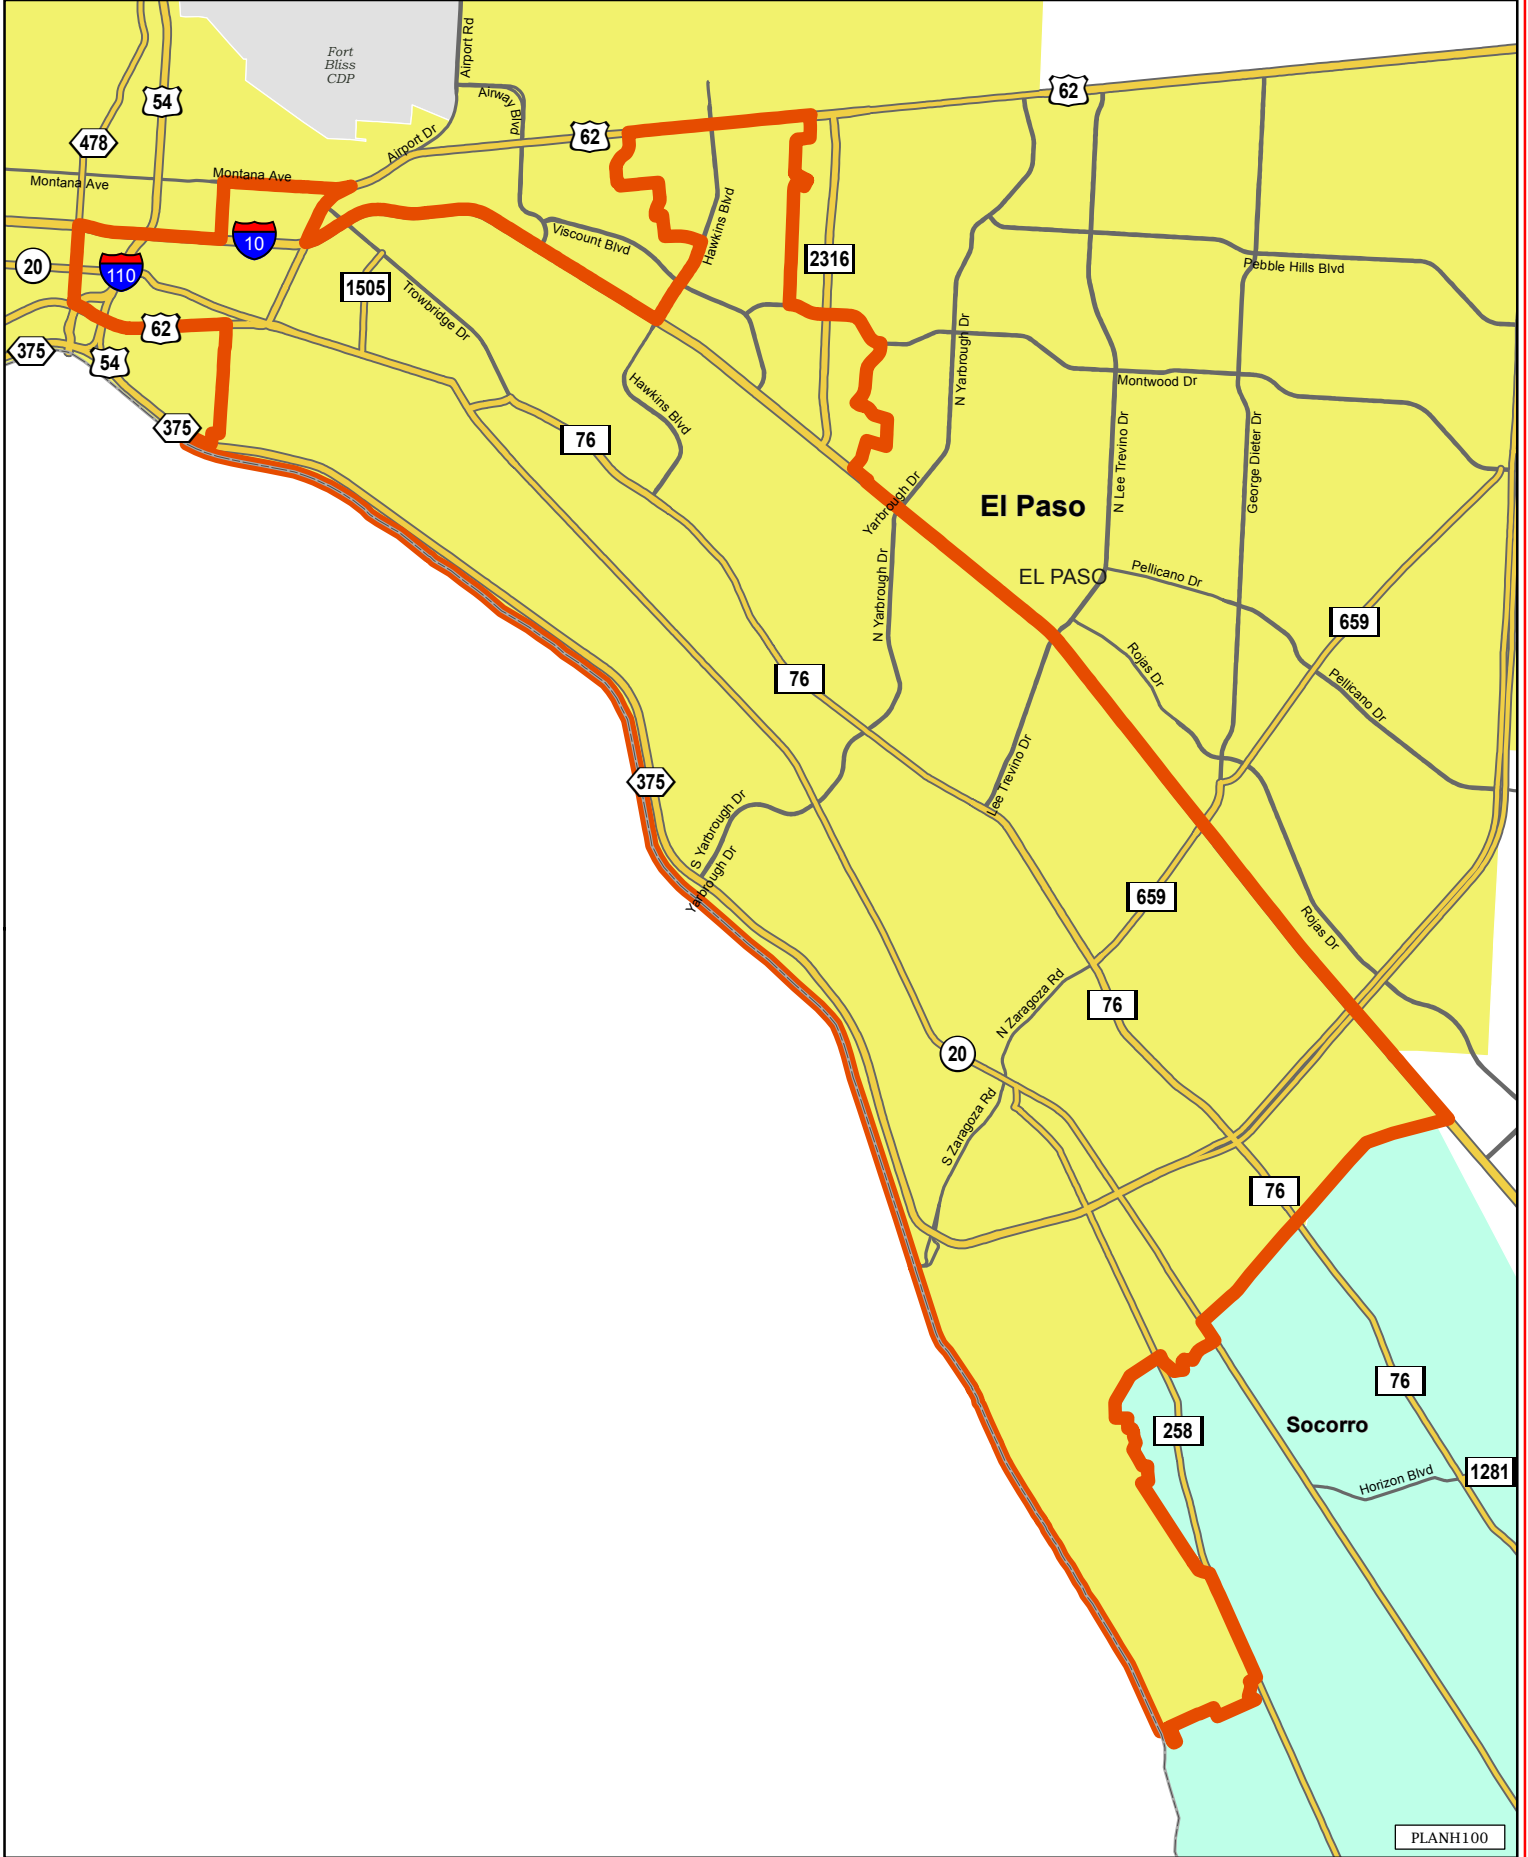 Fort
Bliss
CDP
Airport Rd
Airway Blvd
54
62
62
478
Airport Dr
Montana Ave
Montana Ave
Hawkins Blvd
Viscount Blvd
10
20
110
2316
Pebble Hills Blvd
1505
Trowbridge Dr
62
375
54
N Yarbrough Dr
Montwood Dr
Hawkins Blvd
375
76
N Lee Trevino Dr
George Dieter Dr
Yarbrough Dr
El Paso
EL PASO
Pellicano Dr
N Yarbrough Dr
659
Rojas Dr
76
Pellicano Dr
375
Lee Trevino Dr
S Yarbrough Dr
Yarbrough Dr
659
Rojas Dr
N Zaragoza Rd
76
20
S Zaragoza Rd
76
76
258
Socorro
Horizon Blvd
1281
PLANH100